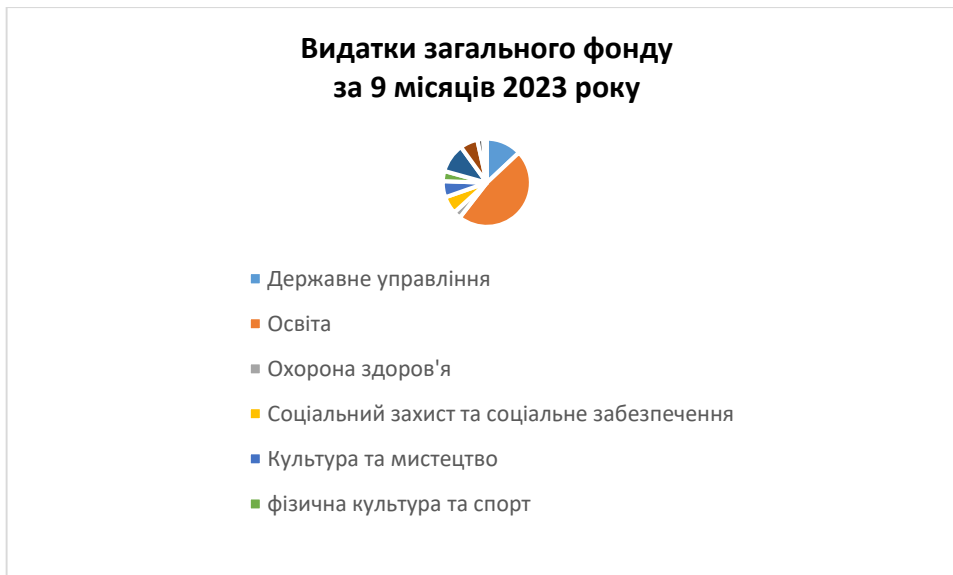 Видатки загального фонду
за 9 місяців 2023 року
Державне управління
Освіта
Охорона здоров'я
Соціальний захист та соціальне забезпечення
Культура та мистецтво
фізична культура та спорт